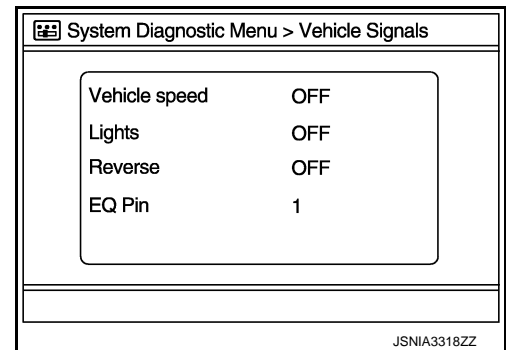 System Diagnostic Menu > Vehicle Signals
Vehicle speed OFF
Lights OFF
Reverse OFF
EQ Pin 1
JSNIA3318ZZ